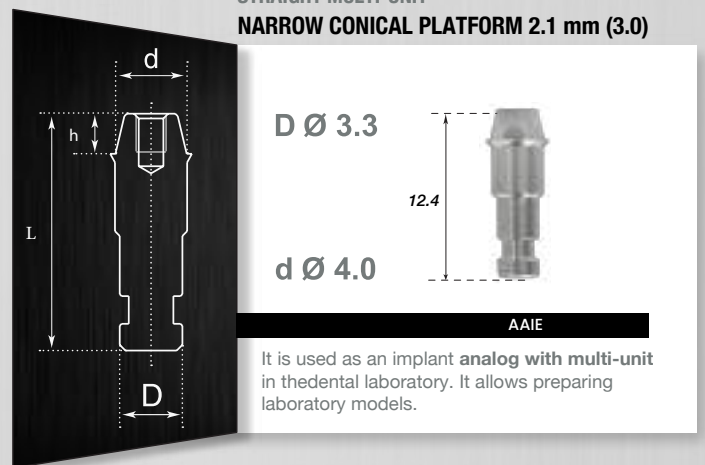 STRAIGHT MULTI-UNIT
NARROW CONICAL PLATFORM 2.1 mm (3.0)
d
h
L
D
D Ø 3.3
12.4
d Ø 4.0
AAIE
It is used as an implant analog with multi-unit
in thedental laboratory. It allows preparing
laboratory models.